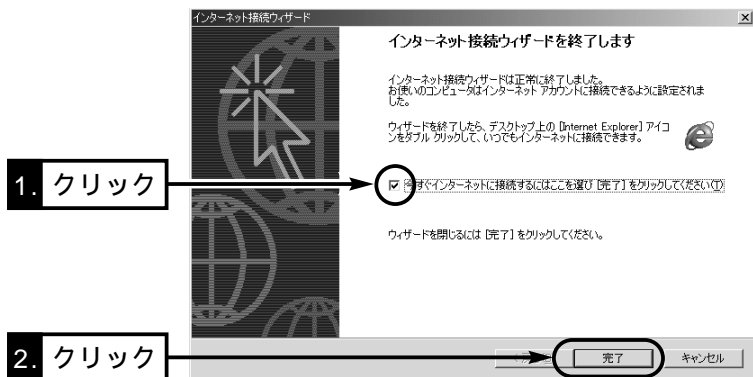 インターネット接続ウィザード
インターネット接続ウィザードを終了します
インターネット接続ウィザードは正常に終了しました。
お使いのコンピュータはインターネット アカウントに接続できるように設定されま
した。
ウィザードを終了したら、デスクトップ上の [Internet Explorer] アイコ
ンをダブル クリックして、いつでもインターネットに接続できます。
1. クリック
今すぐインターネットに接続するにはここを選び [完了] をクリックしてください(T)
ウィザードを閉じるには [完了] をクリックしてください。
2. クリック
完了
キャンセル